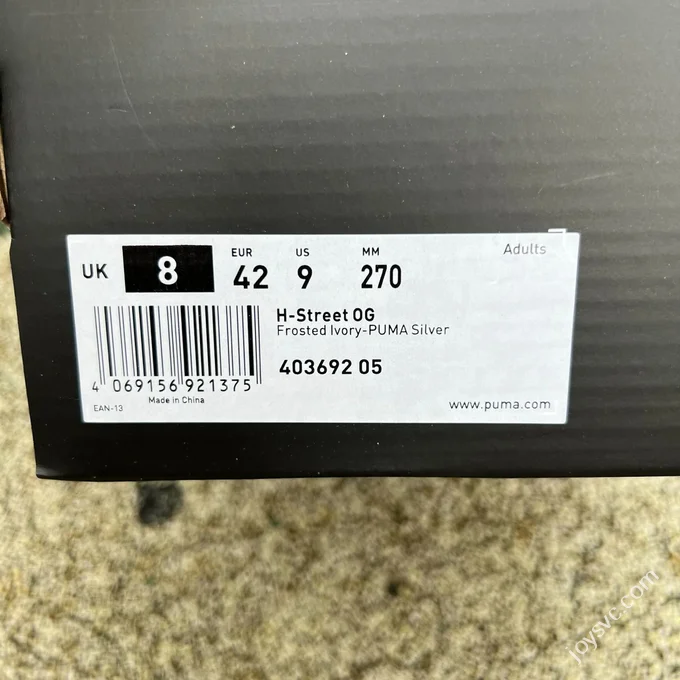 UK 8 EUR 42 US 9 MM 270 Adults
H-Street OG
Frosted Ivory-PUMA Silver
403692 05
4 069156 921375
Made in China
EAN-13
www.puma.com
joysvc.com